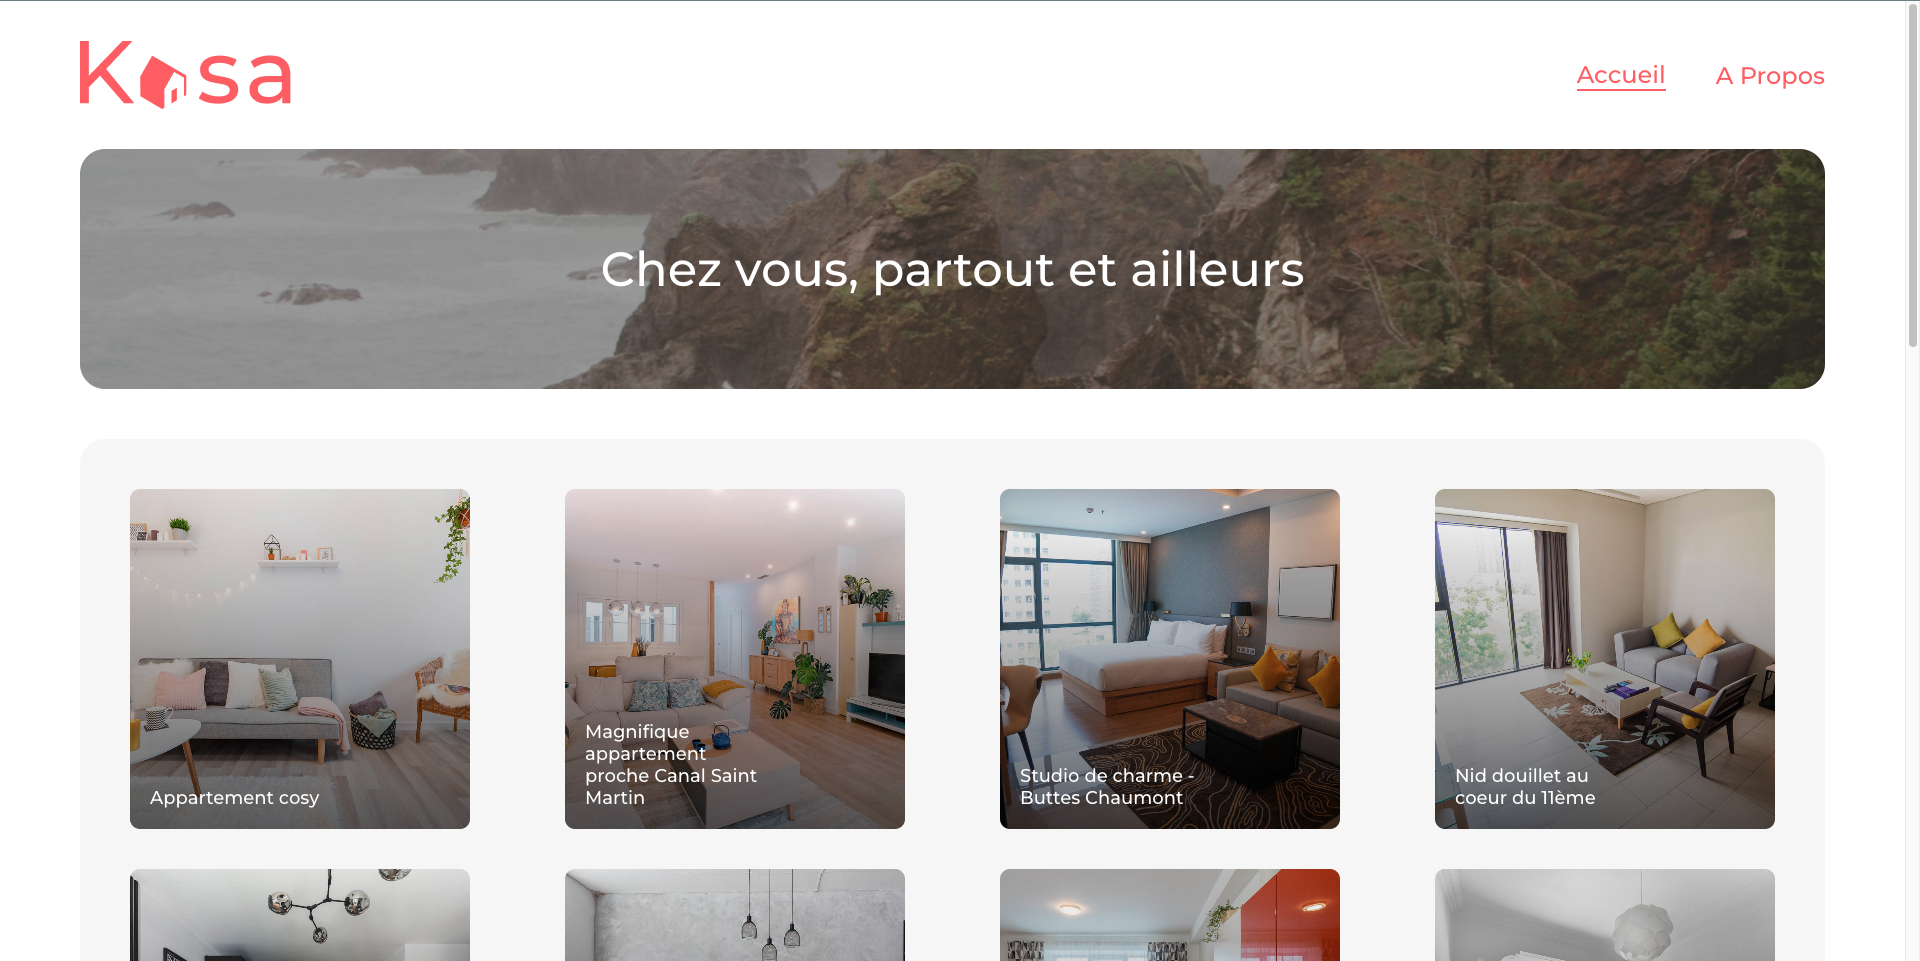 Kasa
Accueil
A Propos
Chez vous, partout et ailleurs
Appartement cosy
Magnifique
appartement
proche Canal Saint
Martin
Studio de charme -
Buttes Chaumont
Nid douillet au
coeur du 11ème